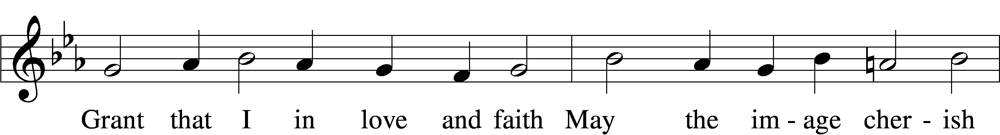 Grant that I in love and faith May the im - age cher - ish